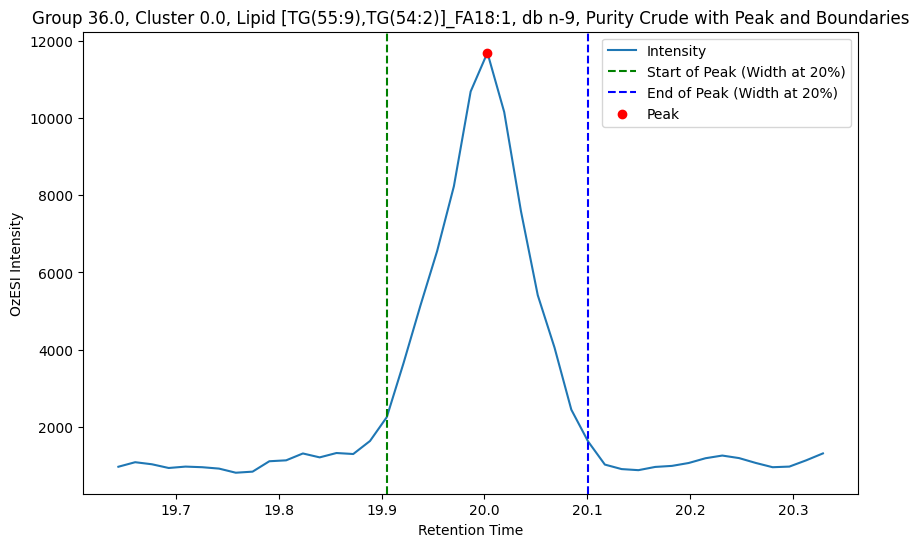 Group 36.0, Cluster 0.0, Lipid [TG(55:9),TG(54:2)]_FA18:1, db n-9, Purity Crude with Peak and Boundaries
Intensity
Start of Peak (Width at 20%)
End of Peak (Width at 20%)
Peak
12000
10000
8000
6000
4000
2000
OzESI Intensity
19.7 19.8 19.9 20.0 20.1 20.2 20.3
Retention Time